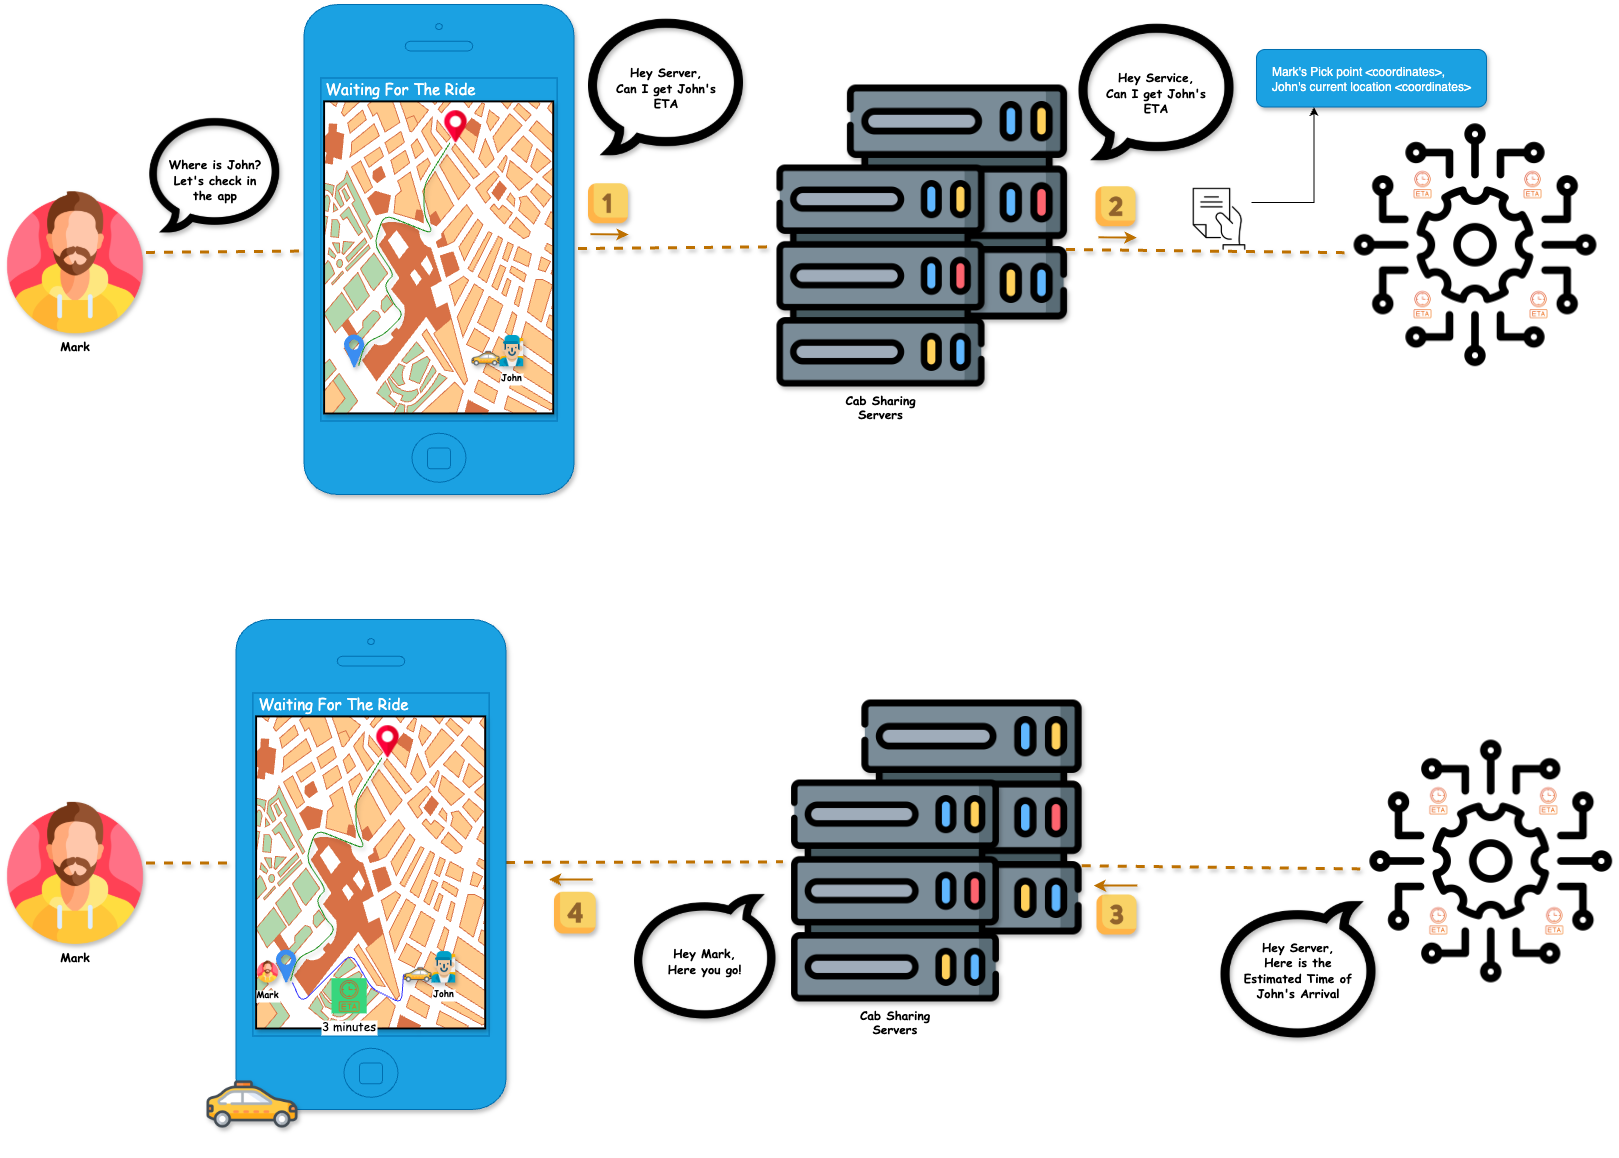 Waiting For The Ride
Where is John?
Let's check in
the app
Mark
John
Hey Server,
Can I get John's
ETA
1
Cab Sharing
Servers
Hey Service,
Can I get John's
ETA
2
Mark's Pick point <coordinates>,
John's current location <coordinates>
ETA
ETA
ETA
ETA
Waiting For The Ride
Mark
Mark
John
ETA
3 minutes
4
Hey Mark,
Here you go!
Cab Sharing
Servers
3
Hey Server,
Here is the
Estimated Time of
John's Arrival
ETA
ETA
ETA
ETA